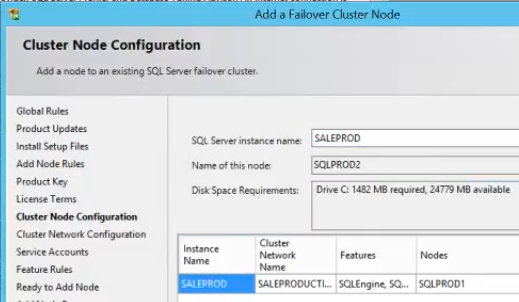 Add a Failover Cluster Node
Cluster Node Configuration
Add a node to an existing SQL Server failover cluster.
Global Rules
Product Updates
Install Setup Files
Add Node Rules
Product Key
License Terms
Cluster Node Configuration
Cluster Network Configuration
Service Accounts
Feature Rules
Ready to Add Node
SQL Server instance name: SALEPROD
Name of this node: SQLPROD2
Disk Space Requirements: Drive C: 1482 MB required, 24779 MB available
Instance Name Cluster Network Name Features Nodes
SALEPROD SALEPRODUCTI... SQLEngine, SQ... SQLPROD1